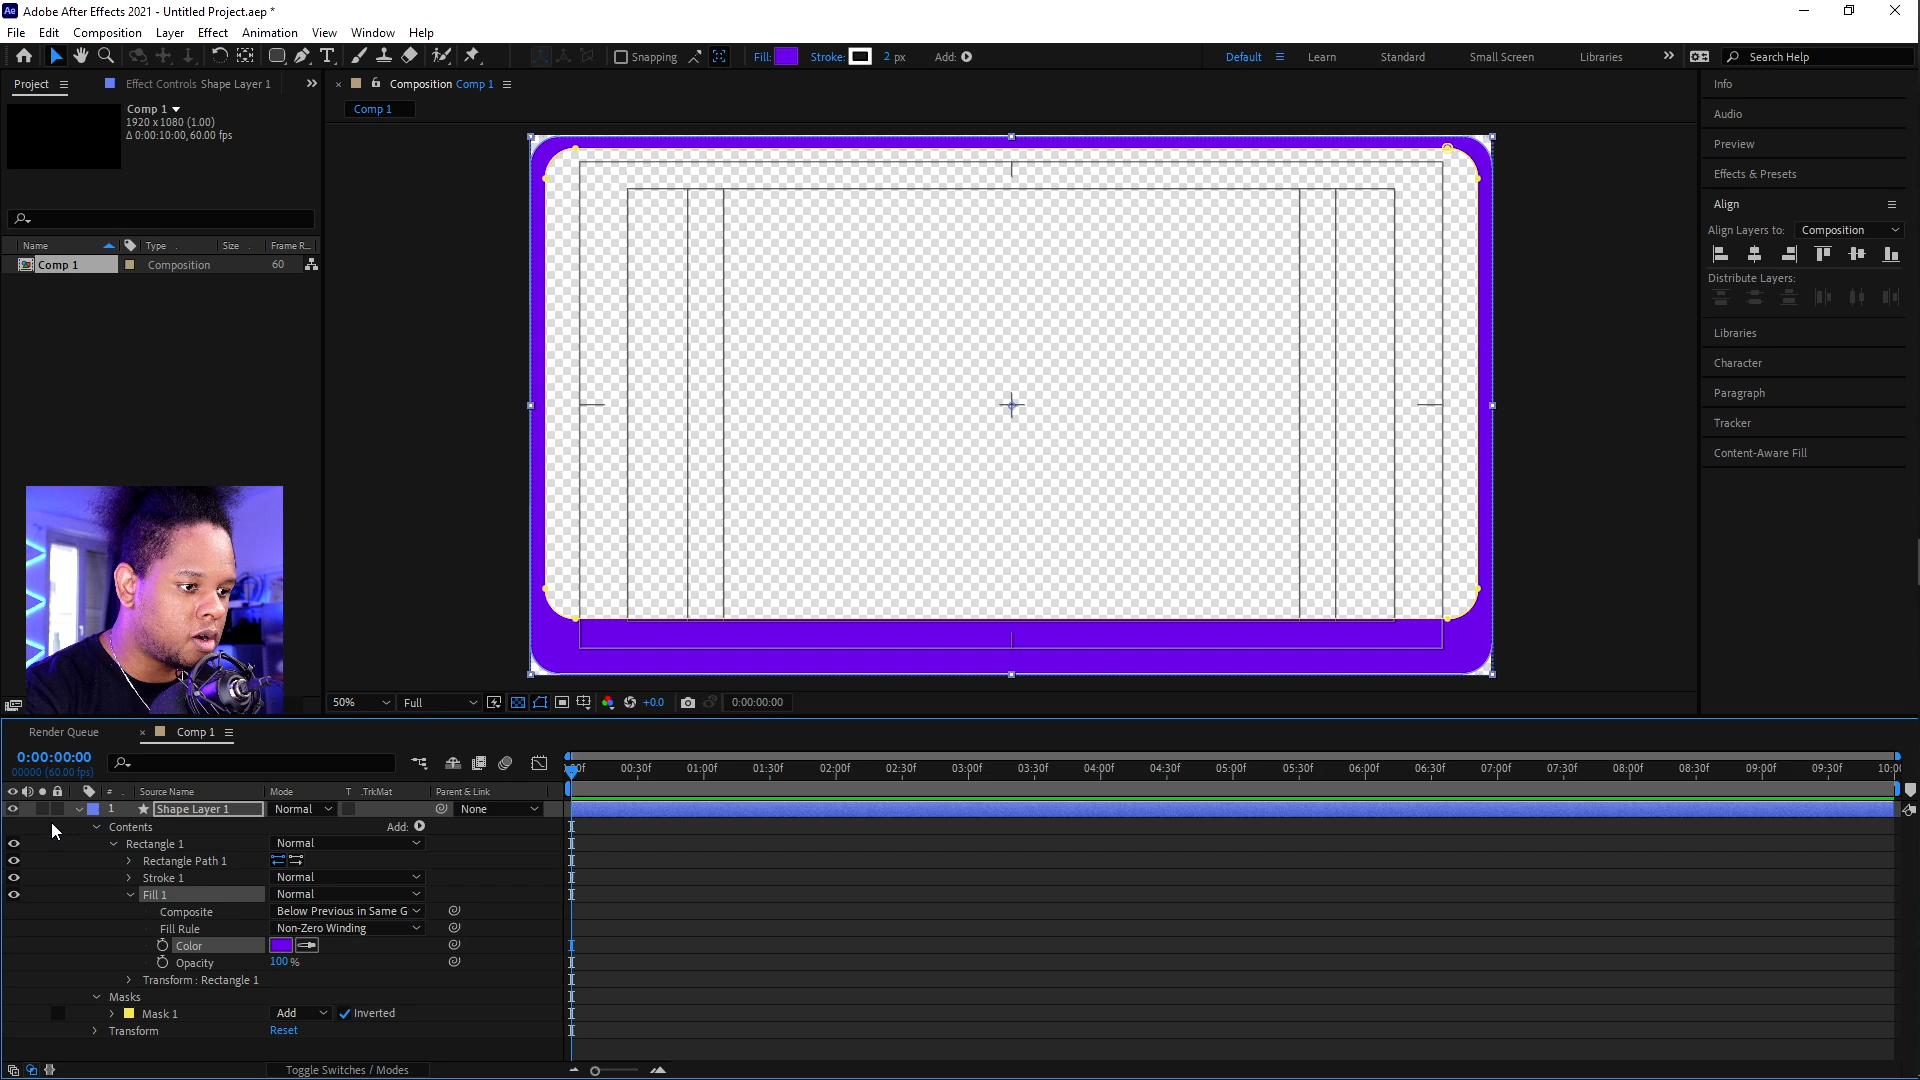 Adobe After Effects 2021 - Untitled Project.aep *
File Edit Composition Layer Effect Animation View Window Help
Snapping Fill: Stroke: 2 px Add: Default Learn Standard Small Screen Libraries Search Help
Project Effect Controls Shape Layer 1 Composition Comp 1
Comp 1
1920 x 1080 (1.00)
Δ 0:00:10:00, 60.00 fps
Comp 1
Name Type Size Frame R...
Comp 1 Composition 60
Info
Audio
Preview
Effects & Presets
Align
Align Layers to: Composition
Distribute Layers:
Libraries
Character
Paragraph
Tracker
Content-Aware Fill
50% Full +0.0 0:00:00:00
Render Queue Comp 1
0:00:00:00
00000 (60.00 fps)
00:30f 01:00f 01:30f 02:00f 02:30f 03:00f 03:30f 04:00f 04:30f 05:00f 05:30f 06:00f 06:30f 07:00f 07:30f 08:00f 08:30f 09:00f 09:30f 10:00
# Source Name Mode T .TrkMat Parent & Link
1 Shape Layer 1 Normal None
Contents Add:
Rectangle 1 Normal
Rectangle Path 1
Stroke 1 Normal
Fill 1 Normal
Composite Below Previous in Same G
Fill Rule Non-Zero Winding
Color
Opacity 100 %
Transform : Rectangle 1
Masks
Mask 1 Add Inverted
Transform Reset
Toggle Switches / Modes